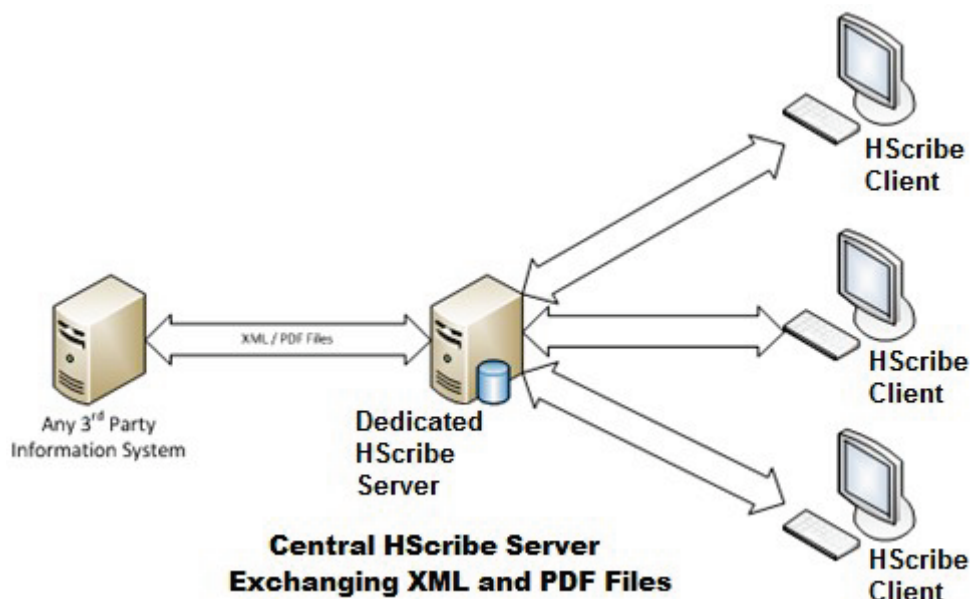 HScribe
Client
XML / PDF Files
HScribe
Client
Any 3rd Party
Information System
Dedicated
HScribe
Server
Central HScribe Server
Exchanging XML and PDF Files
HScribe
Client